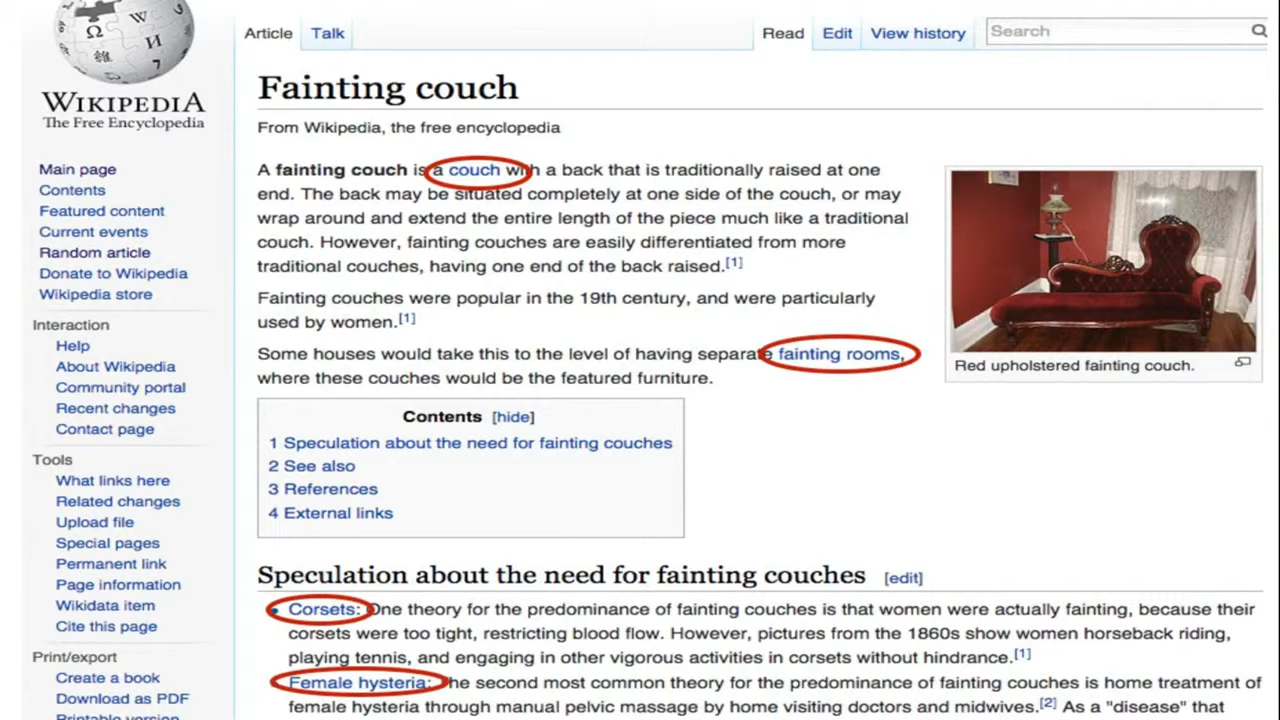 Ω W И 維 7
WIKIPEDIA
The Free Encyclopedia
Main page
Contents
Featured content
Current events
Random article
Donate to Wikipedia
Wikipedia store
Interaction
Help
About Wikipedia
Community portal
Recent changes
Contact page
Tools
What links here
Related changes
Upload file
Special pages
Permanent link
Page information
Wikidata item
Cite this page
Print/export
Create a book
Download as PDF
Printable version
Article Talk Read Edit View history Search
Fainting couch
From Wikipedia, the free encyclopedia
A fainting couch is a couch with a back that is traditionally raised at one
end. The back may be situated completely at one side of the couch, or may
wrap around and extend the entire length of the piece much like a traditional
couch. However, fainting couches are easily differentiated from more
traditional couches, having one end of the back raised.[1]
Fainting couches were popular in the 19th century, and were particularly
used by women.[1]
Some houses would take this to the level of having separate fainting rooms,
where these couches would be the featured furniture.
Red upholstered fainting couch.
Contents [hide]
1 Speculation about the need for fainting couches
2 See also
3 References
4 External links
Speculation about the need for fainting couches [edit]
• Corsets: One theory for the predominance of fainting couches is that women were actually fainting, because their
corsets were too tight, restricting blood flow. However, pictures from the 1860s show women horseback riding,
playing tennis, and engaging in other vigorous activities in corsets without hindrance.[1]
Female hysteria: The second most common theory for the predominance of fainting couches is home treatment of
female hysteria through manual pelvic massage by home visiting doctors and midwives.[2] As a "disease" that